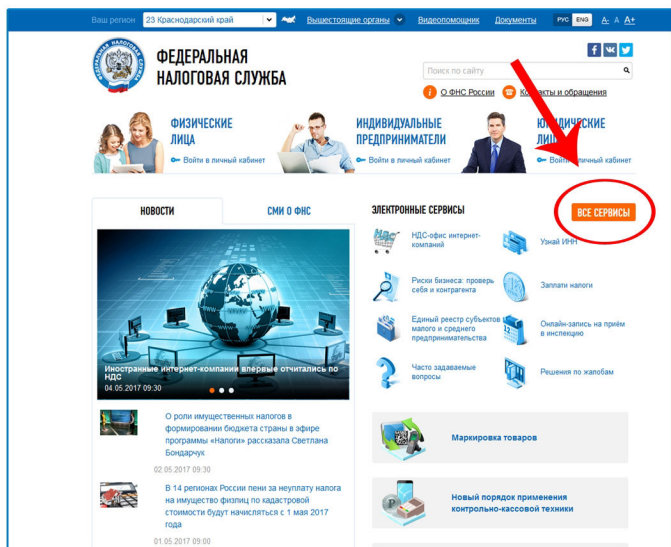 Ваш регион
23 Краснодарский край
Вышестоящие органы
Видеопомощник
Документы
РУС ENG
A- A A+
ФЕДЕРАЛЬНАЯ
НАЛОГОВАЯ СЛУЖБА
Поиск по сайту
О ФНС России
и обращения
ФИЗИЧЕСКИЕ
ЛИЦА
Войти в личный кабинет
ИНДИВИДУАЛЬНЫЕ
ПРЕДПРИНИМАТЕЛИ
Войти в личный кабинет
кабинет
НОВОСТИ
СМИ О ФНС
Иностранные интернет-компании впервые отчитались по
НДС
04.05.2017 09:30
О роли имущественных налогов в
формировании бюджета страны в эфире
программы «Налоги» рассказала Светлана
Бондарчук
02.05.2017 09:30
В 14 регионах России пени за неуплату налога
на имущество физлиц по кадастровой
стоимости будут начисляться с 1 мая 2017
года
01.05.2017 09:00
ЭЛЕКТРОННЫЕ СЕРВИСЫ
ВСЕ СЕРВИСЫ
НДС-офис интернет-
компаний
Узнай ИНН
Риски бизнеса: проверь
себя и контрагента
Заплати налоги
Единый реестр субъектов
малого и среднего
предпринимательства
Онлайн-запись на приём
в инспекцию
Часто задаваемые
вопросы
Решения по жалобам
Маркировка товаров
Новый порядок применения
контрольно-кассовой техники